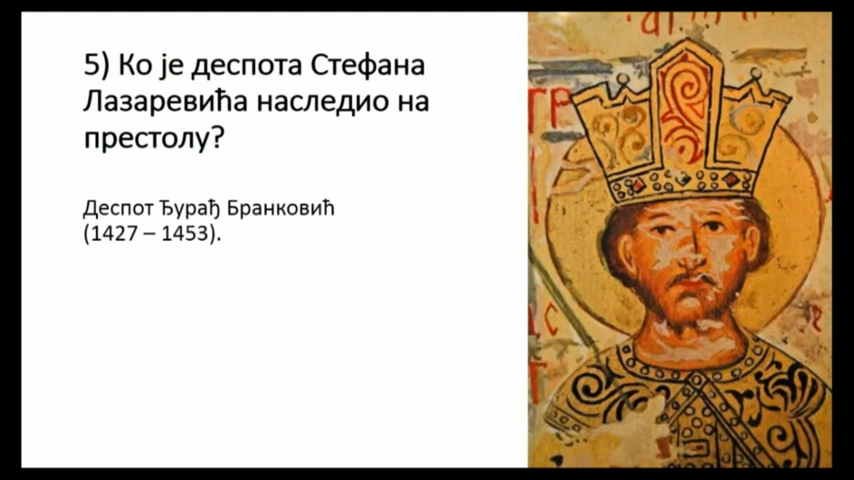 5) Ко је деспота Стефана
Лазаревића наследио на
престолу?
Деспот Ђурађ Бранковић
(1427 – 1453).